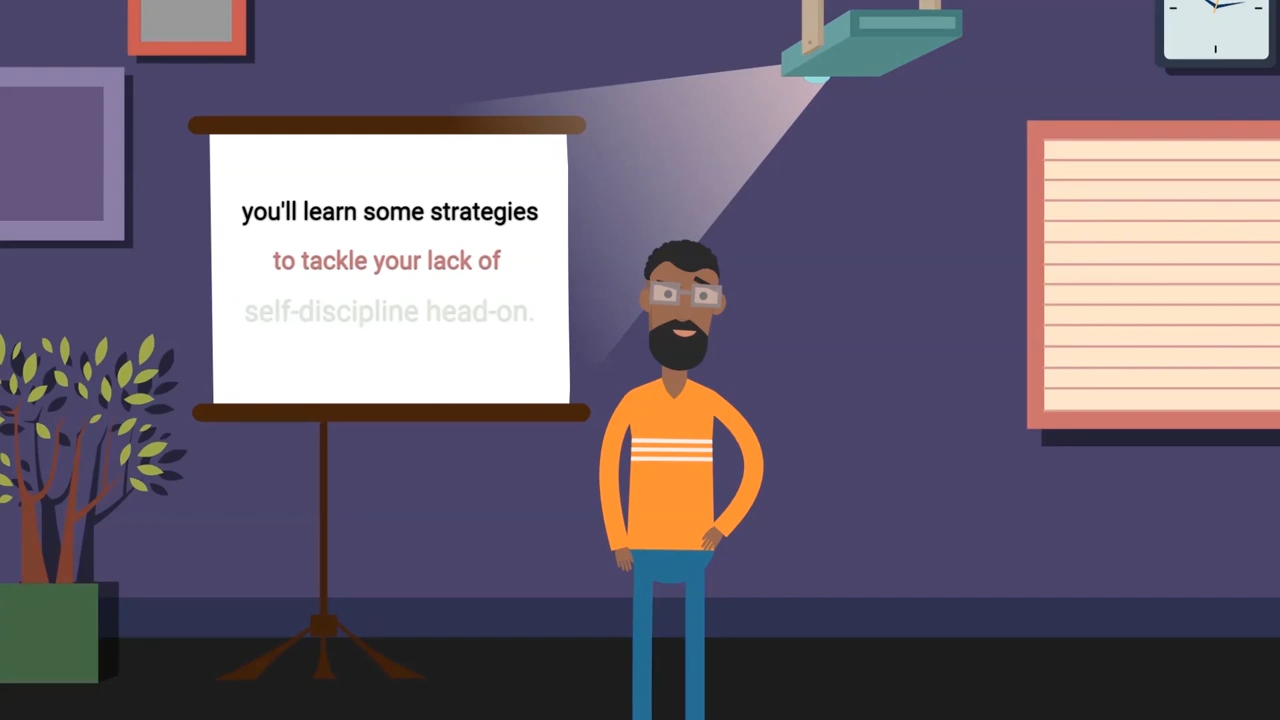 you'll learn some strategies
to tackle your lack of
self-discipline head-on.